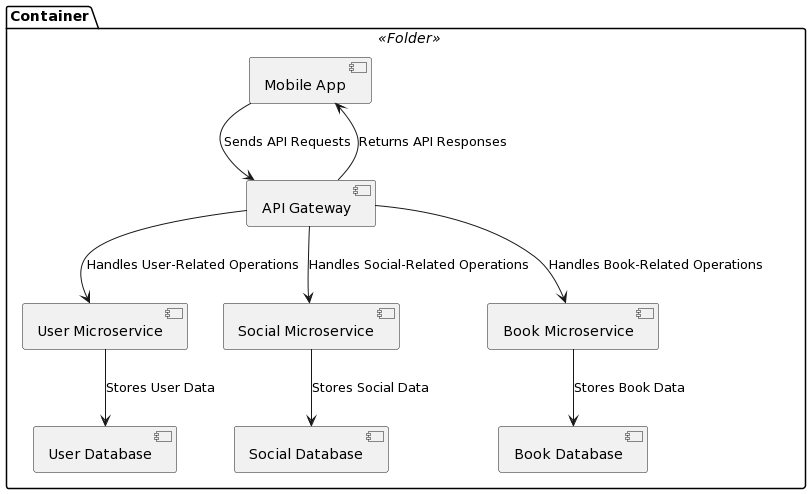 Container
«Folder»
Mobile App
Sends API Requests
Returns API Responses
API Gateway
Handles User-Related Operations
Handles Social-Related Operations
Handles Book-Related Operations
User Microservice
Social Microservice
Book Microservice
Stores User Data
Stores Social Data
Stores Book Data
User Database
Social Database
Book Database